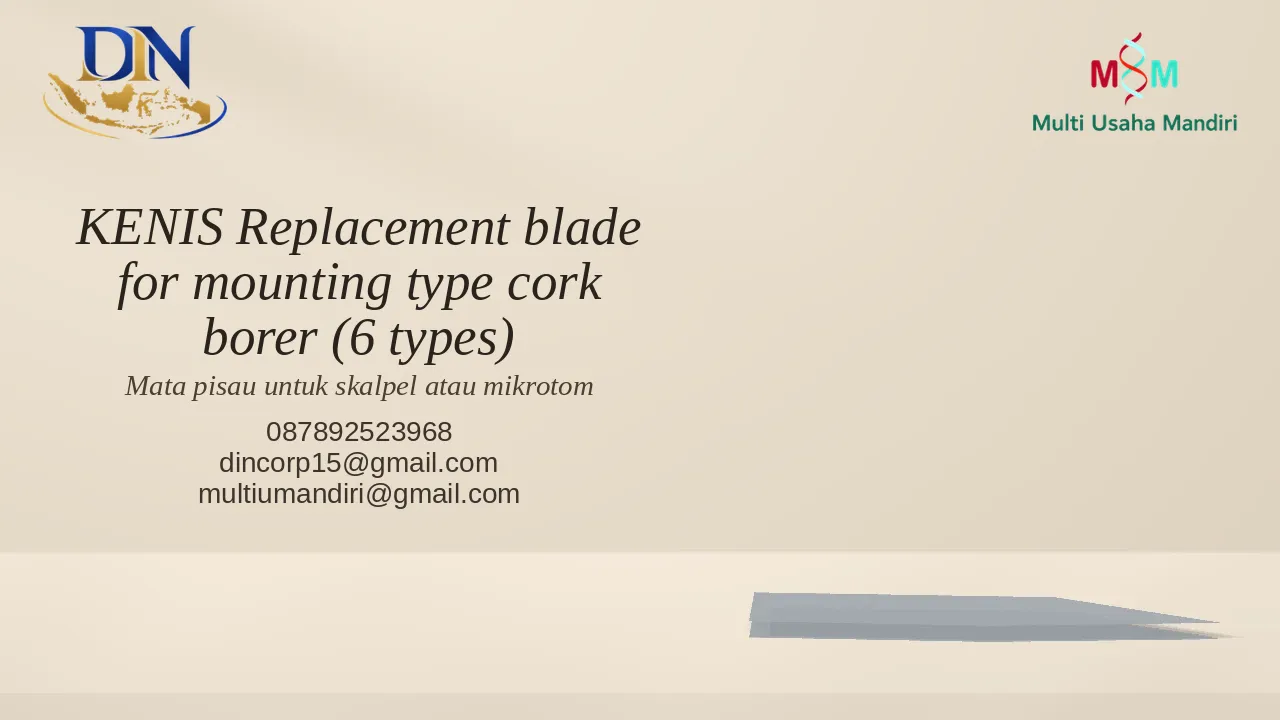 DN
M M
Multi Usaha Mandiri
KENIS Replacement blade
for mounting type cork
borer (6 types)
Mata pisau untuk skalpel atau mikrotom
087892523968
dincorp15@gmail.com
multiumandiri@gmail.com